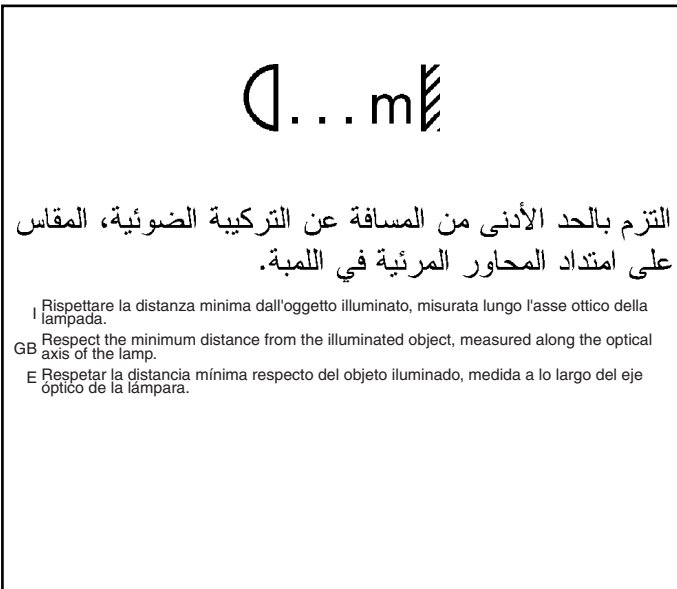 ...m
التزم بالحد الأدنى من المسافة عن التركيبة الضوئية، المقاس
على امتداد المحاور المرئية في اللمبة.
I Rispettare la distanza minima dall'oggetto illuminato, misurata lungo l'asse ottico della
lampada.
GB Respect the minimum distance from the illuminated object, measured along the optical
axis of the lamp.
E Respetar la distancia mínima respecto del objeto iluminado, medida a lo largo del eje
óptico de la lámpara.